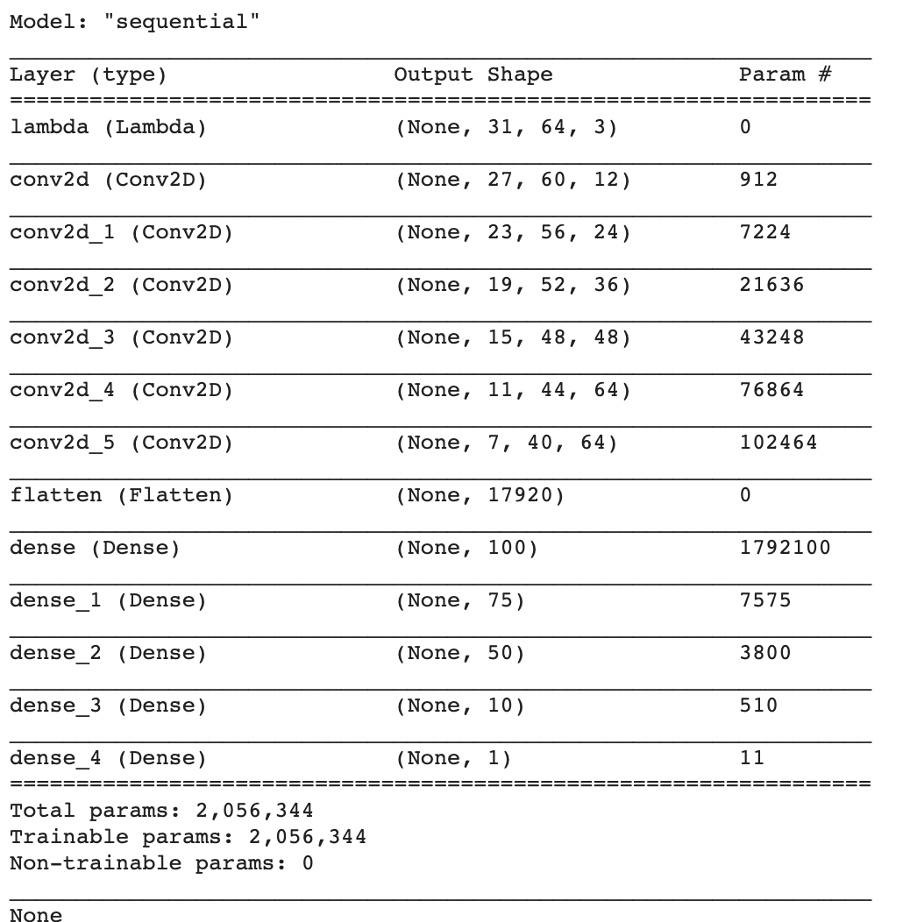 Model: "sequential"
Layer (type) Output Shape Param #
lambda (Lambda) (None, 31, 64, 3) 0
conv2d (Conv2D) (None, 27, 60, 12) 912
conv2d_1 (Conv2D) (None, 23, 56, 24) 7224
conv2d_2 (Conv2D) (None, 19, 52, 36) 21636
conv2d_3 (Conv2D) (None, 15, 48, 48) 43248
conv2d_4 (Conv2D) (None, 11, 44, 64) 76864
conv2d_5 (Conv2D) (None, 7, 40, 64) 102464
flatten (Flatten) (None, 17920) 0
dense (Dense) (None, 100) 1792100
dense_1 (Dense) (None, 75) 7575
dense_2 (Dense) (None, 50) 3800
dense_3 (Dense) (None, 10) 510
dense_4 (Dense) (None, 1) 11
Total params: 2,056,344
Trainable params: 2,056,344
Non-trainable params: 0
None